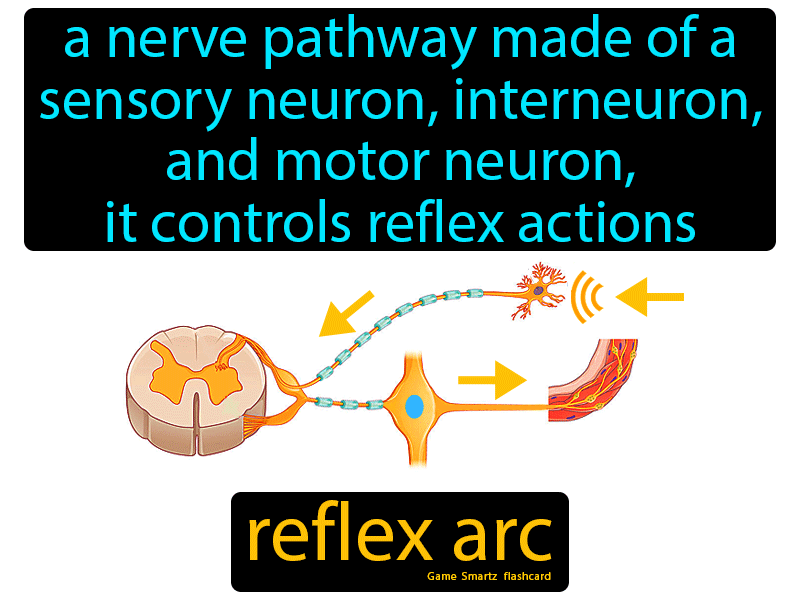 a nerve pathway made of a
sensory neuron, interneuron,
and motor neuron,
it controls reflex actions
reflex arc
Game Smartz flashcard